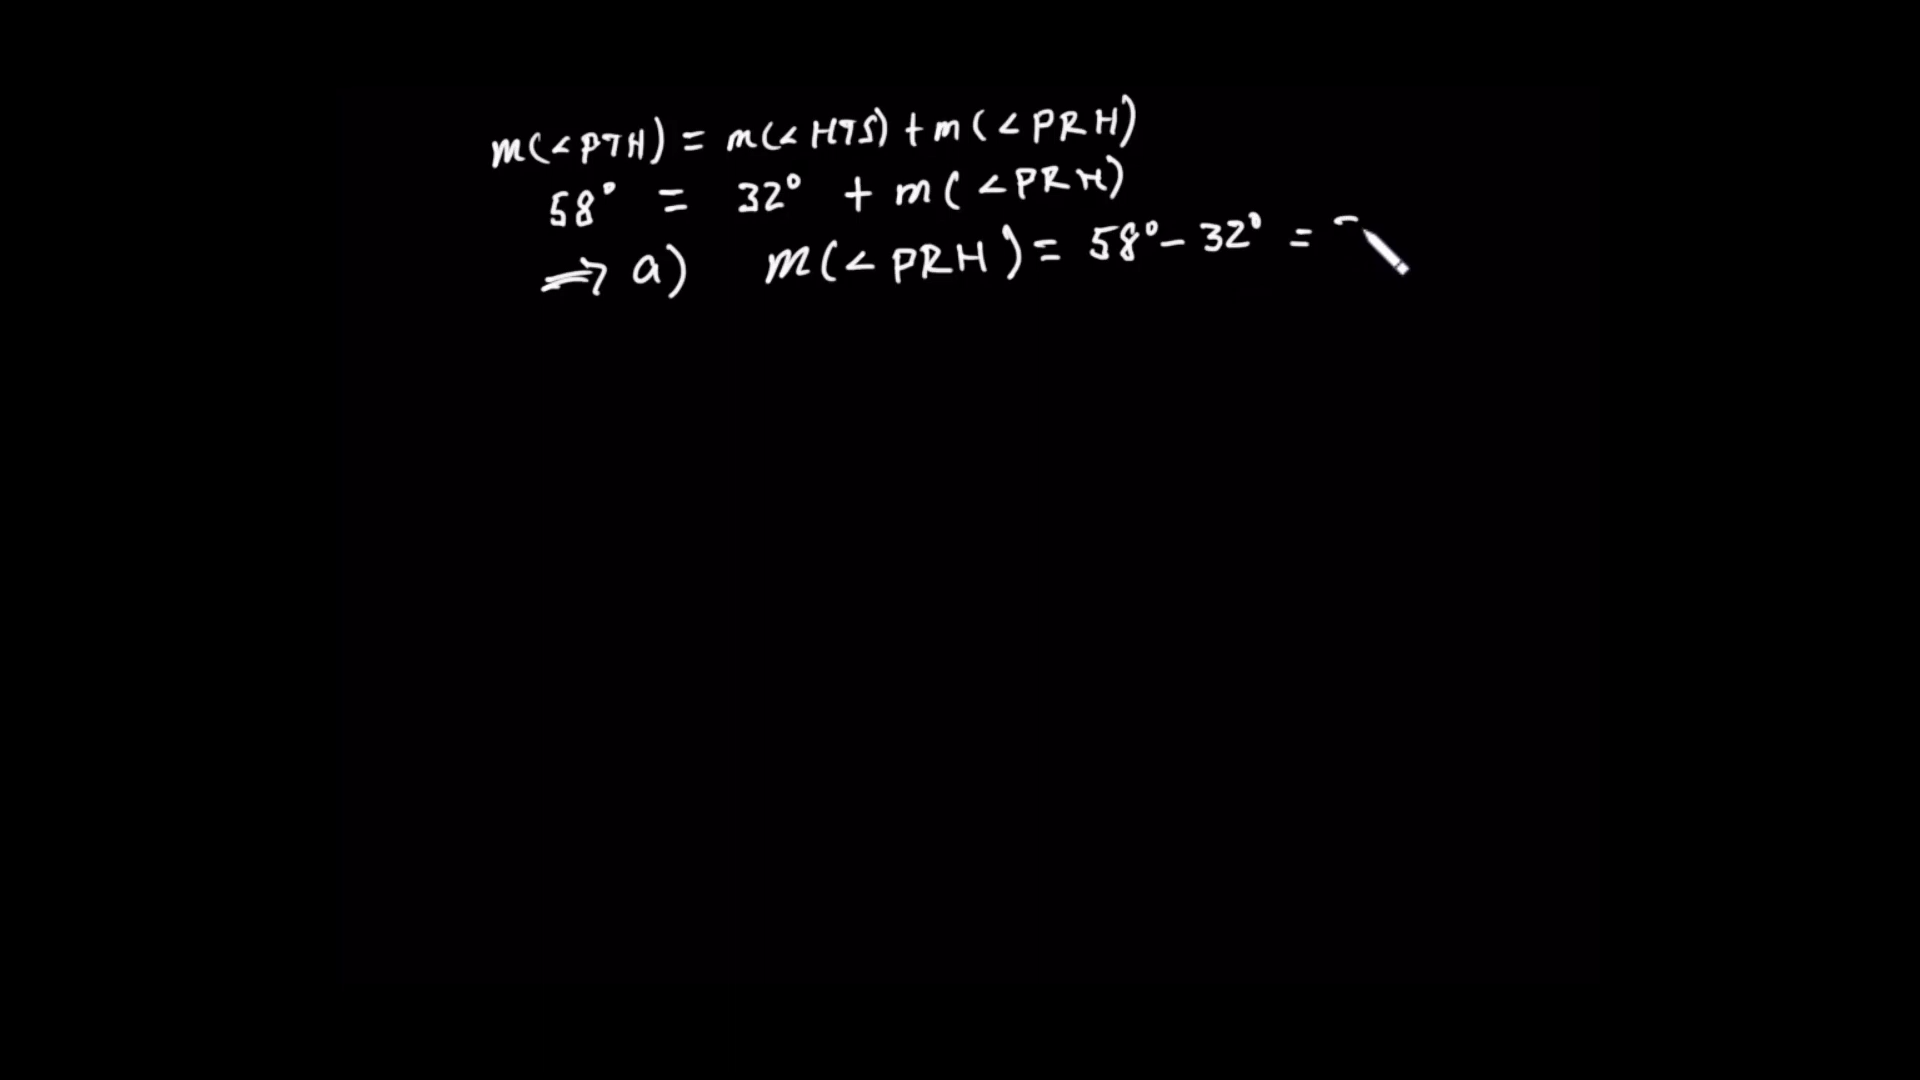 m(∠PTH) = m(∠HTS) + m(∠PRH)
58° = 32° + m(∠PRH)
⇒ a) m(∠PRH) = 58° - 32° =